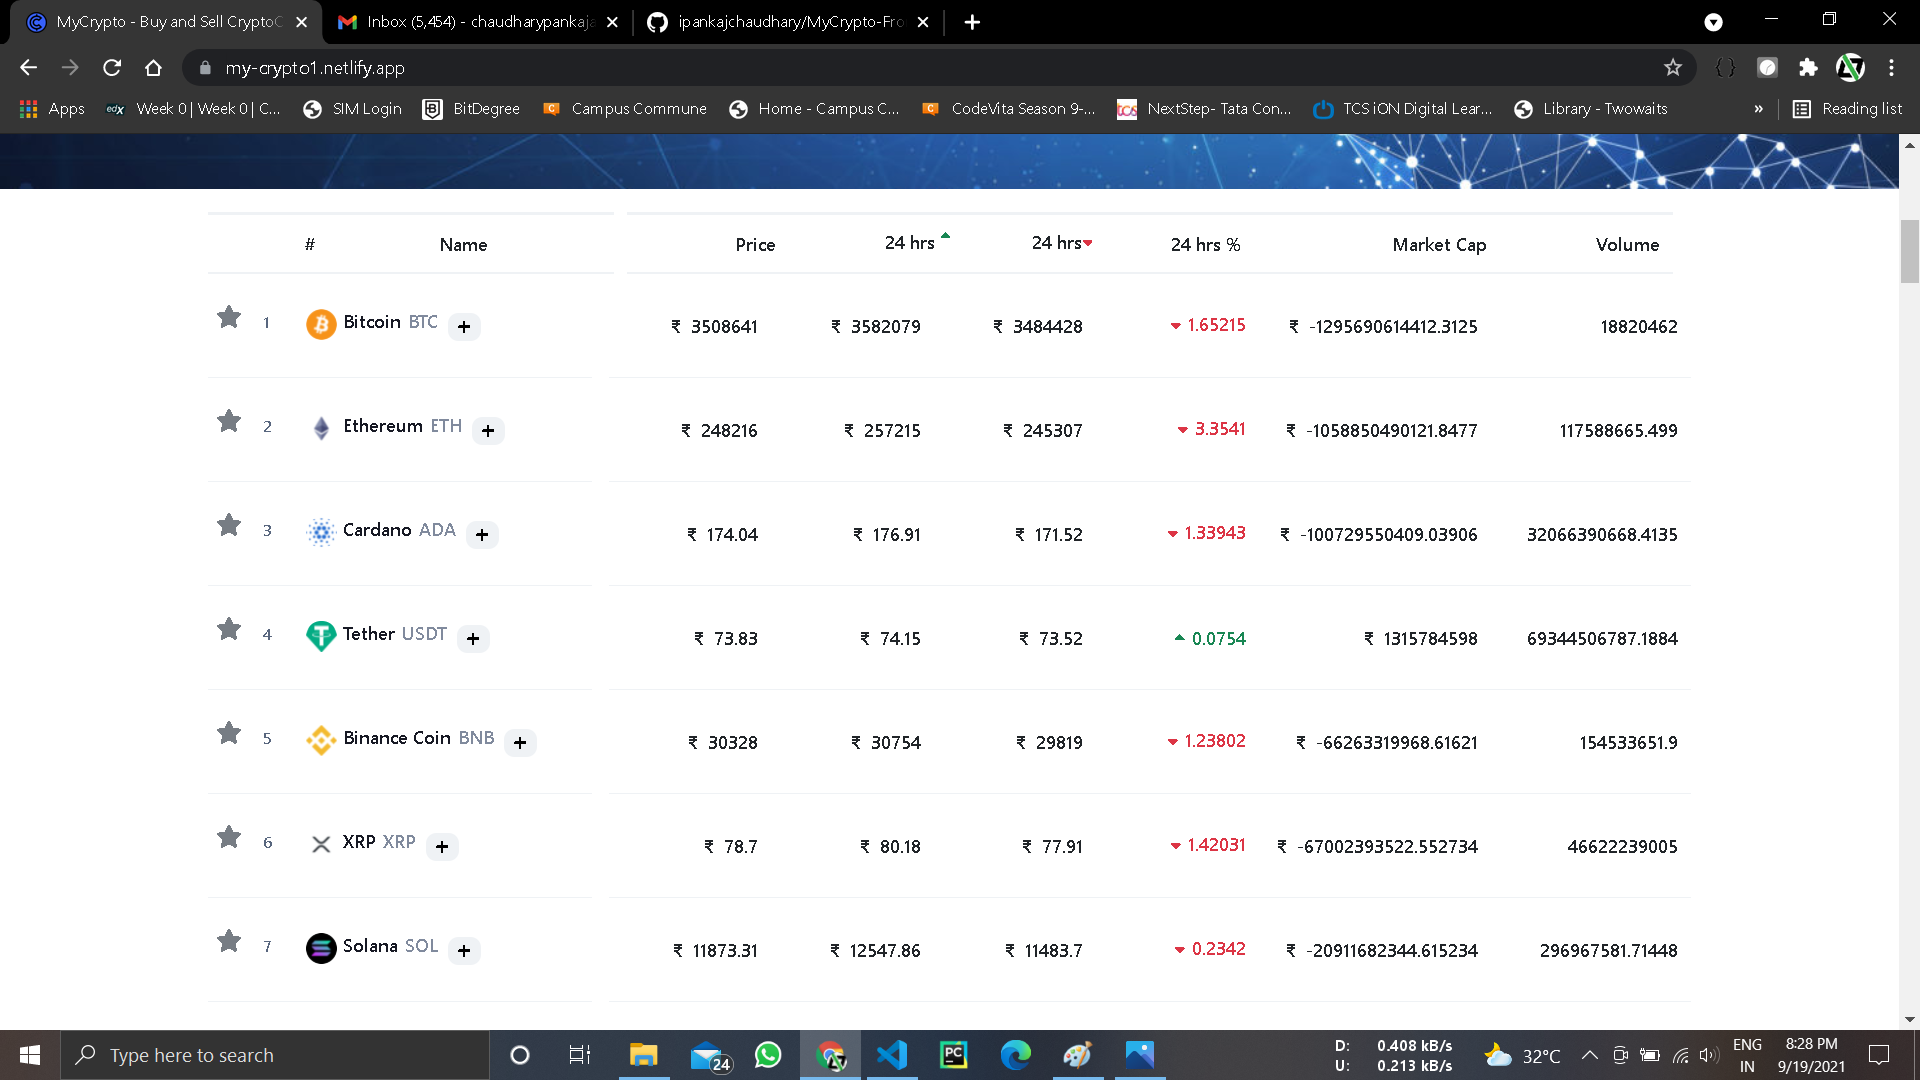 MyCrypto - Buy and Sell CryptoC
Inbox (5,454) - chaudharypankaja
ipankajchaudhary/MyCrypto-Fro
my-crypto1.netlify.app
Apps
edX Week 0 | Week 0 | C...
SIM Login
BitDegree
Campus Commune
Home - Campus C...
CodeVita Season 9-...
tcs NextStep- Tata Con...
TCS iON Digital Lear...
Library - Twowaits
»
Reading list
# Name Price 24 hrs 24 hrs 24 hrs % Market Cap Volume
1 Bitcoin BTC + ₹ 3508641 ₹ 3582079 ₹ 3484428 1.65215 ₹ -1295690614412.3125 18820462
2 Ethereum ETH + ₹ 248216 ₹ 257215 ₹ 245307 3.3541 ₹ -1058850490121.8477 117588665.499
3 Cardano ADA + ₹ 174.04 ₹ 176.91 ₹ 171.52 1.33943 ₹ -100729550409.03906 32066390668.4135
4 Tether USDT + ₹ 73.83 ₹ 74.15 ₹ 73.52 0.0754 ₹ 1315784598 69344506787.1884
5 Binance Coin BNB + ₹ 30328 ₹ 30754 ₹ 29819 1.23802 ₹ -66263319968.61621 154533651.9
6 XRP XRP + ₹ 78.7 ₹ 80.18 ₹ 77.91 1.42031 ₹ -67002393522.552734 46622239005
7 Solana SOL + ₹ 11873.31 ₹ 12547.86 ₹ 11483.7 0.2342 ₹ -20911682344.615234 296967581.71448
Type here to search
24
PC
D: 0.408 kB/s
U: 0.213 kB/s
32°C
ENG
IN
8:28 PM
9/19/2021